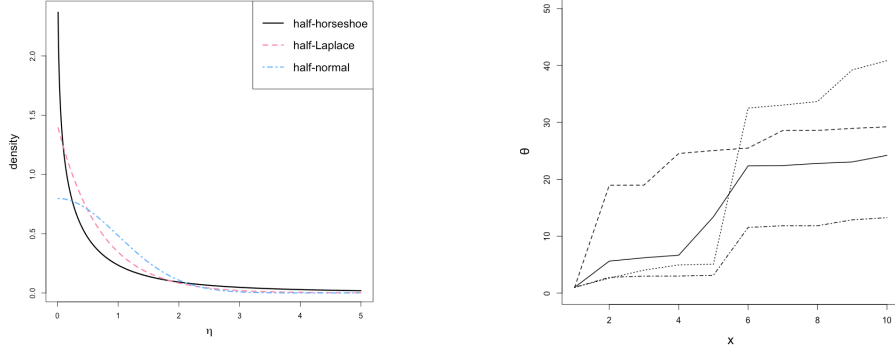 half-horseshoe
half-Laplace
half-normal
density
0.0
0.5
1.0
1.5
2.0
0 1 2 3 4 5
η
θ
0
10
20
30
40
50
2 4 6 8 10
x